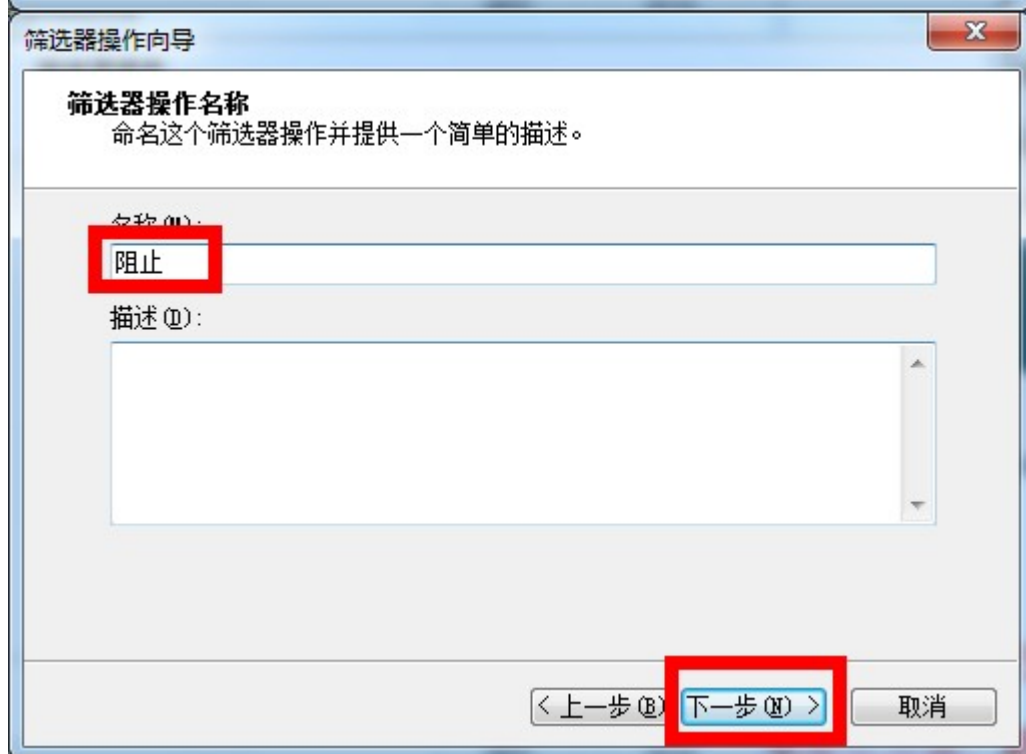 筛选器操作向导
筛选器操作名称
命名这个筛选器操作并提供一个简单的描述。
名称(N):
阻止
描述(D):
< 上一步(B) 下一步(N) > 取消